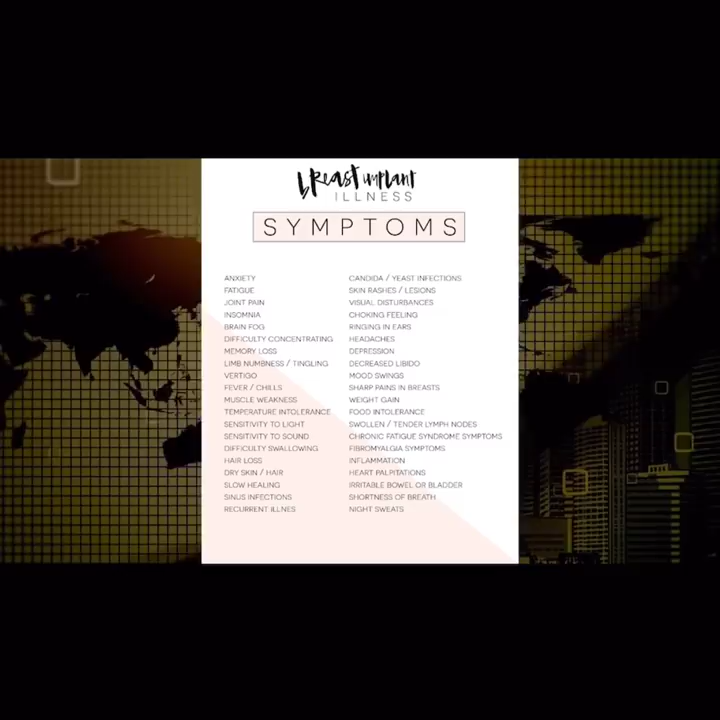 breast implant
ILLNESS
SYMPTOMS
ANXIETY
FATIGUE
JOINT PAIN
INSOMNIA
BRAIN FOG
DIFFICULTY CONCENTRATING
MEMORY LOSS
LIMB NUMBNESS / TINGLING
VERTIGO
FEVER / CHILLS
MUSCLE WEAKNESS
TEMPERATURE INTOLERANCE
SENSITIVITY TO LIGHT
SENSITIVITY TO SOUND
DIFFICULTY SWALLOWING
HAIR LOSS
DRY SKIN / HAIR
SLOW HEALING
SINUS INFECTIONS
RECURRENT ILLNES
CANDIDA / YEAST INFECTIONS
SKIN RASHES / LESIONS
VISUAL DISTURBANCES
CHOKING FEELING
RINGING IN EARS
HEADACHES
DEPRESSION
DECREASED LIBIDO
MOOD SWINGS
SHARP PAINS IN BREASTS
WEIGHT GAIN
FOOD INTOLERANCE
SWOLLEN / TENDER LYMPH NODES
CHRONIC FATIGUE SYNDROME SYMPTOMS
FIBROMYALGIA SYMPTOMS
INFLAMMATION
HEART PALPITATIONS
IRRITABLE BOWEL OR BLADDER
SHORTNESS OF BREATH
NIGHT SWEATS